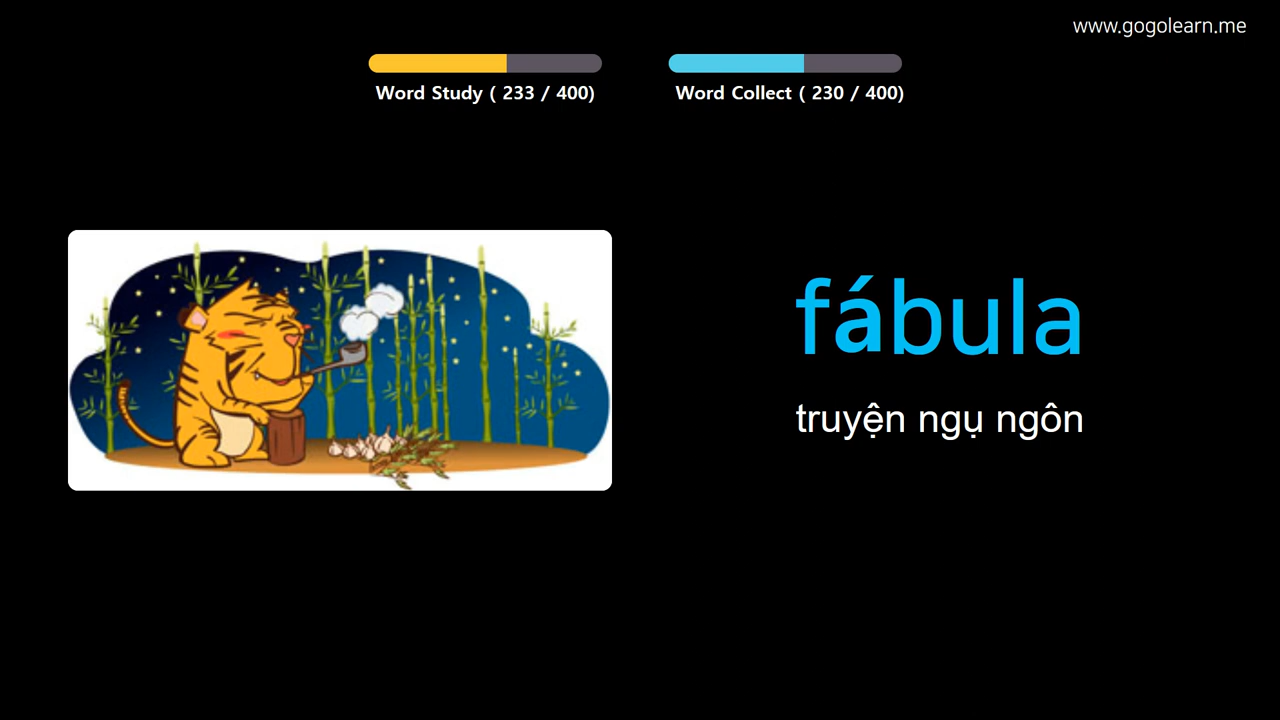 www.gogolearn.me
Word Study ( 233 / 400)
Word Collect ( 230 / 400)
fábula
truyện ngụ ngôn